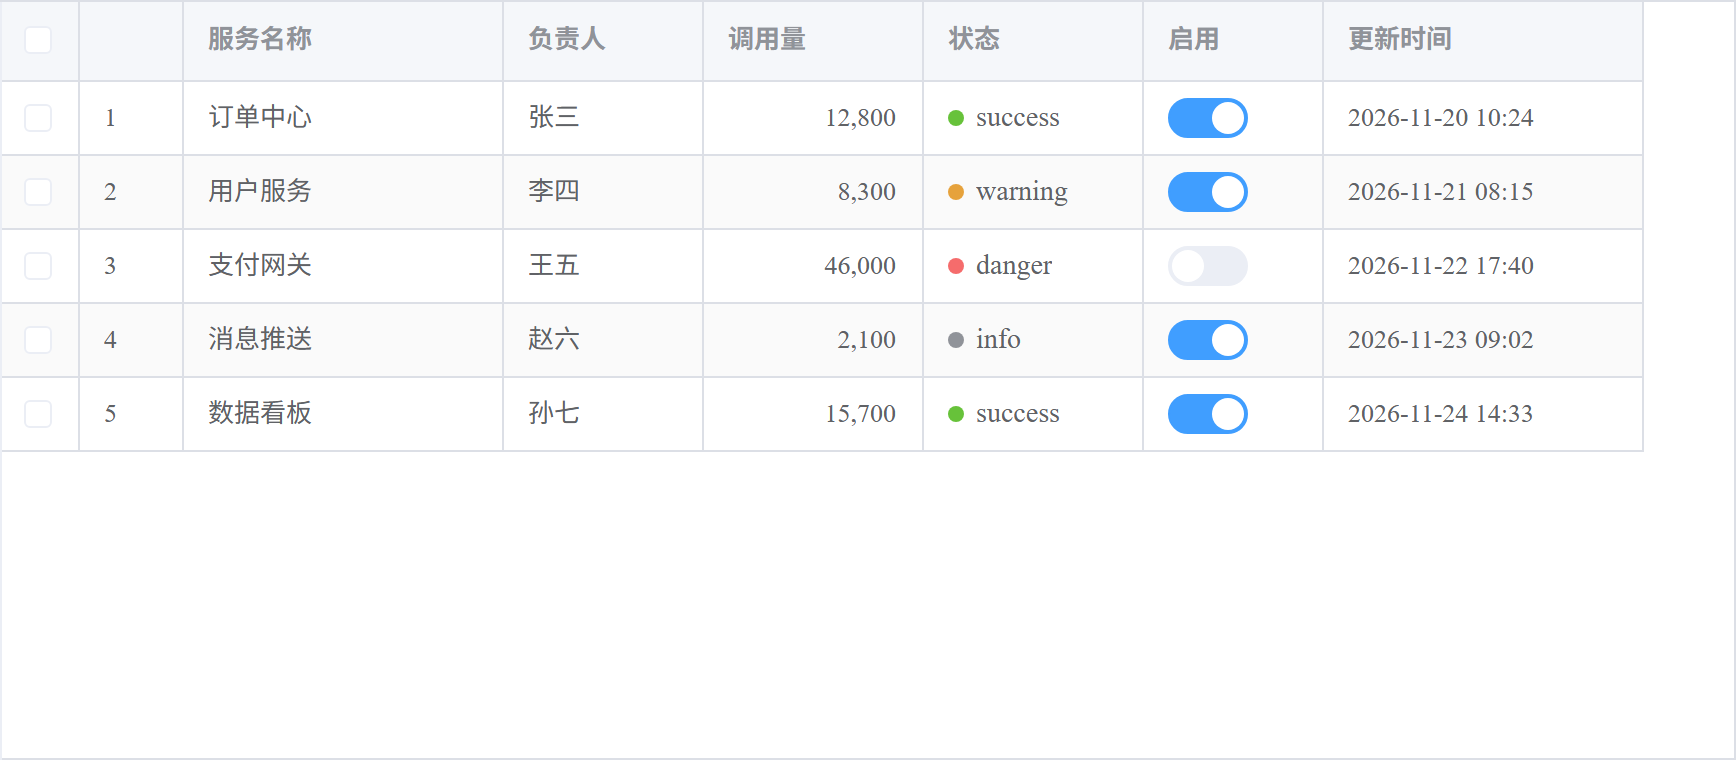 服务名称 负责人 调用量 状态 启用 更新时间
1 订单中心 张三 12,800 success 2026-11-20 10:24
2 用户服务 李四 8,300 warning 2026-11-21 08:15
3 支付网关 王五 46,000 danger 2026-11-22 17:40
4 消息推送 赵六 2,100 info 2026-11-23 09:02
5 数据看板 孙七 15,700 success 2026-11-24 14:33